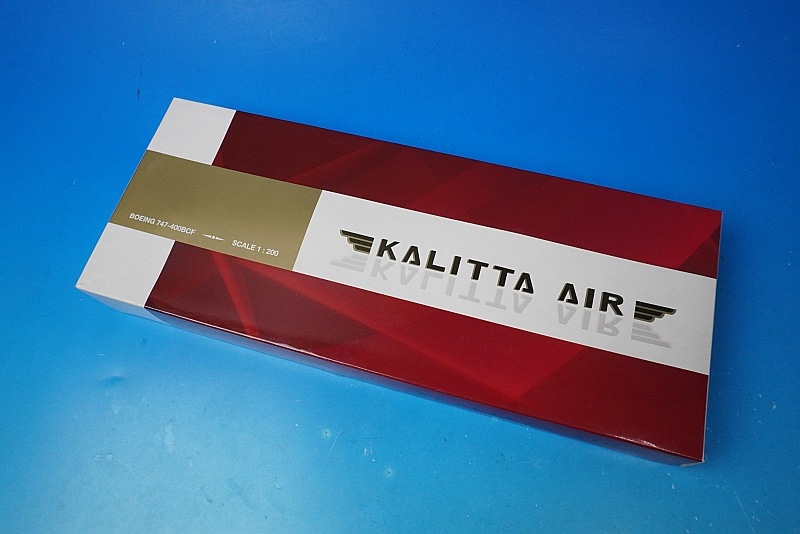 BOEING 747-400BCF
SCALE 1 : 200
KALITTA AIR